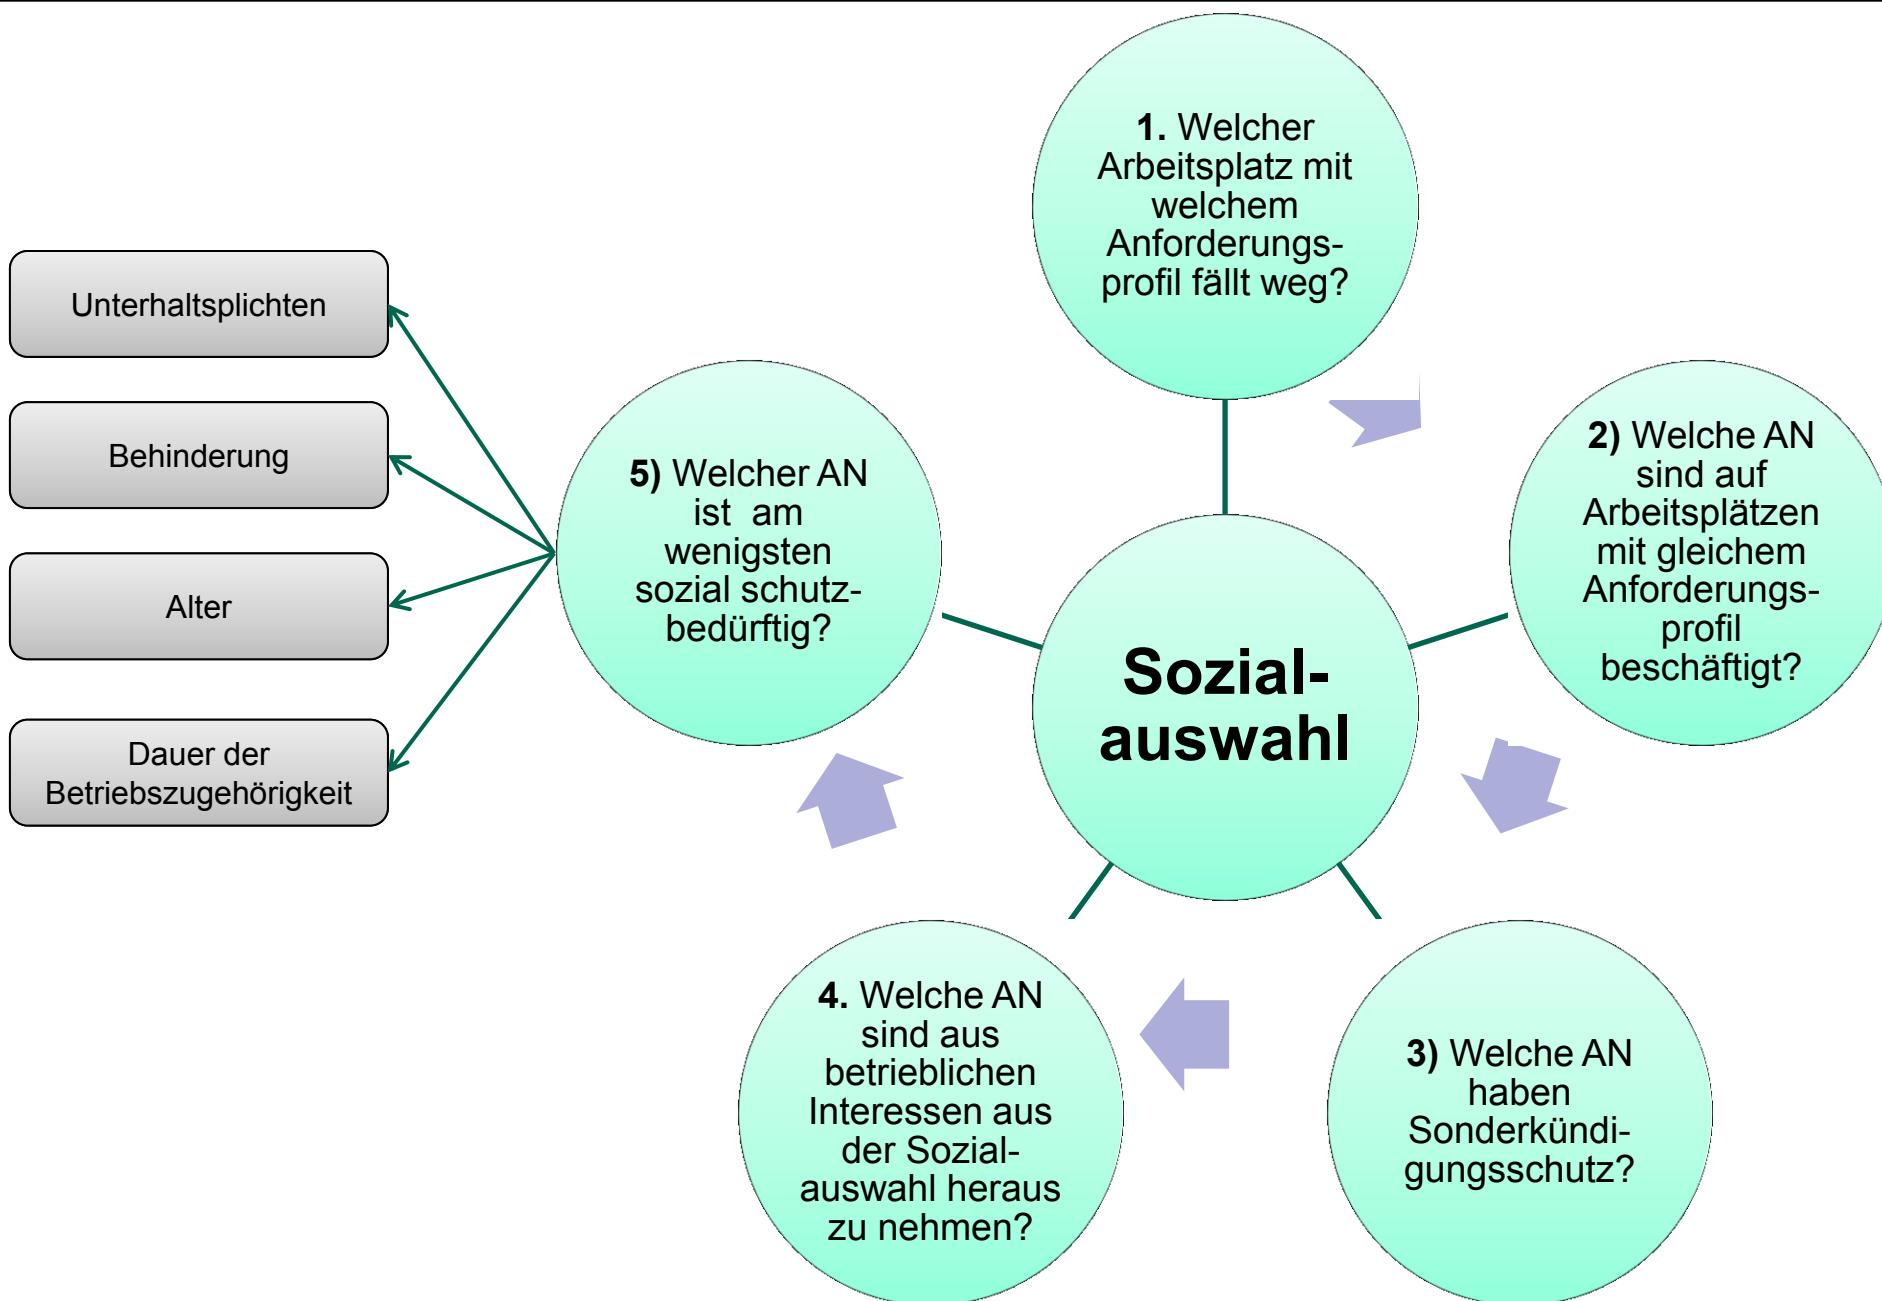 1. Welcher
Arbeitsplatz mit
welchem
Anforderungs-
profil fällt weg?
2) Welche AN
sind auf
Arbeitsplätzen
mit gleichem
Anforderungs-
profil
beschäftigt?
3) Welche AN
haben
Sonderkündi-
gungsschutz?
4. Welche AN
sind aus
betrieblichen
Interessen aus
der Sozial-
auswahl heraus
zu nehmen?
5) Welcher AN
ist am
wenigsten
sozial schutz-
bedürftig?
Sozial-
auswahl
Unterhaltsplichten
Behinderung
Alter
Dauer der
Betriebszugehörigkeit